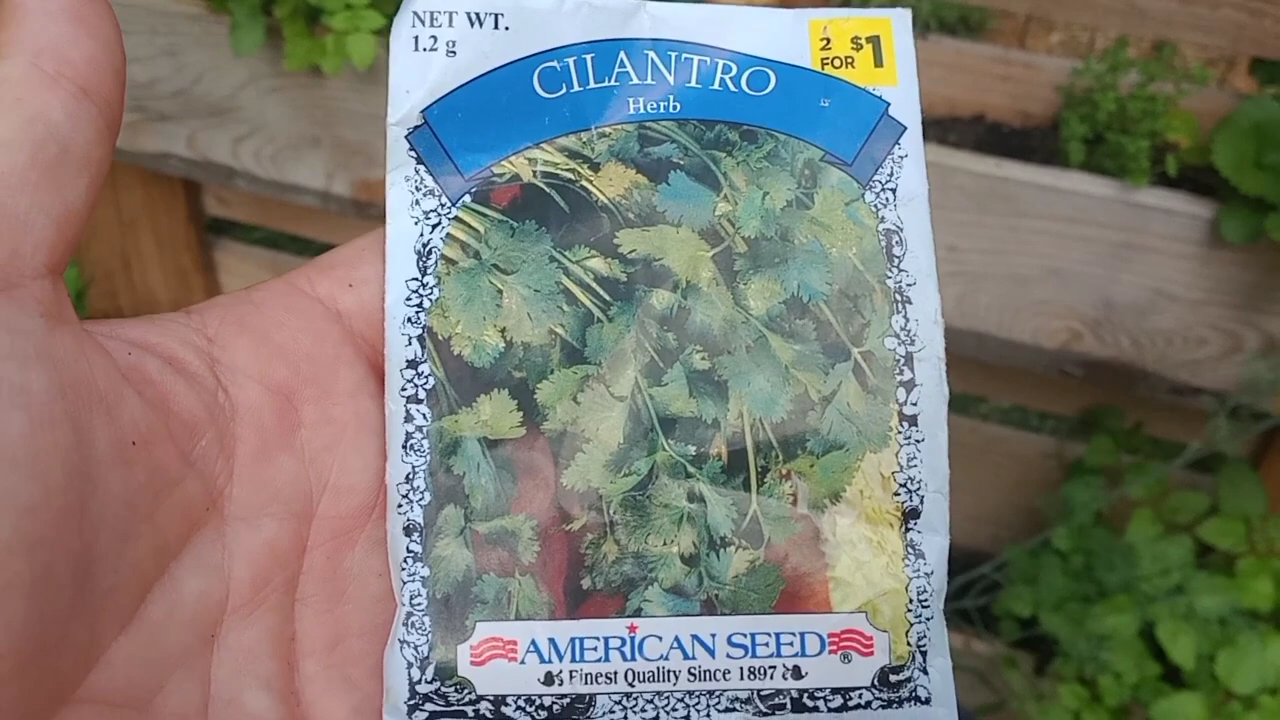 NET WT.
1.2 g
2 FOR $1
CILANTRO
Herb
AMERICAN SEED®
Finest Quality Since 1897